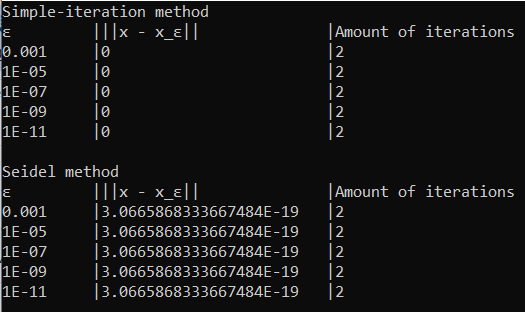 Simple-iteration method
ε |||x - x_ε|| |Amount of iterations
0.001 |0 |2
1E-05 |0 |2
1E-07 |0 |2
1E-09 |0 |2
1E-11 |0 |2
Seidel method
ε |||x - x_ε|| |Amount of iterations
0.001 |3.0665868333667484E-19 |2
1E-05 |3.0665868333667484E-19 |2
1E-07 |3.0665868333667484E-19 |2
1E-09 |3.0665868333667484E-19 |2
1E-11 |3.0665868333667484E-19 |2